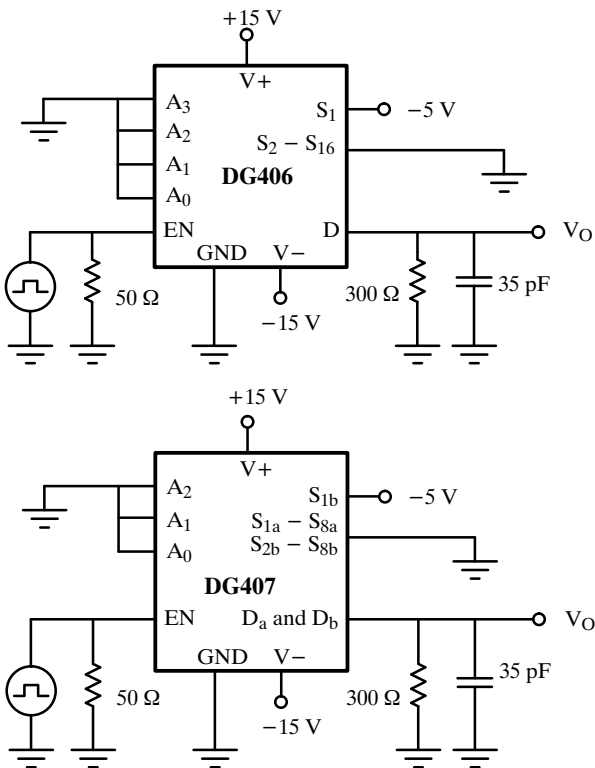 +15 V
V+
A3
A2
A1
A0
EN
S1
−5 V
S2 − S16
DG406
D
VO
GND
V−
50 Ω
−15 V
300 Ω
35 pF
+15 V
V+
A2
A1
A0
EN
S1b
−5 V
S1a − S8a
S2b − S8b
DG407
Da and Db
VO
GND
V−
50 Ω
−15 V
300 Ω
35 pF